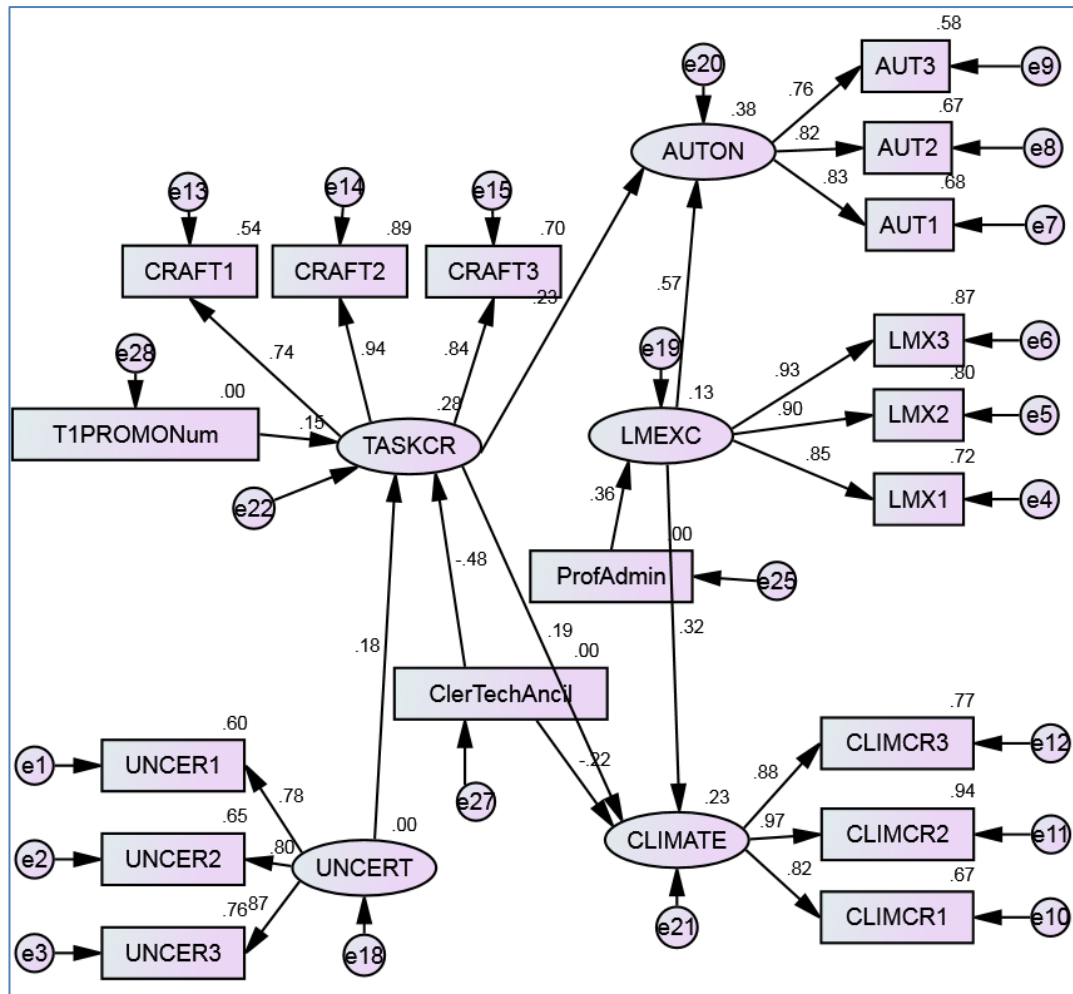 .58
e20
AUT3
e9
.76
.38
.67
AUTON
.82
AUT2
e8
.83
.68
e13
e14
e15
AUT1
e7
.54
.89
.70
CRAFT1
CRAFT2
CRAFT3
.23
.57
.87
e19
LMX3
e6
.74
.94
.84
.93
e28
.80
.00
.28
.13
.90
LMX2
e5
T1PROMONum
.15
TASKCR
LMEXC
.85
.72
e22
.36
LMX1
e4
.00
-.48
ProfAdmin
e25
.18
.19
.32
.00
ClerTechAncil
.77
.60
CLIMCR3
e12
e1
UNCER1
-.22
.88
.78
e27
.23
.94
.65
.00
.97
CLIMCR2
e11
e2
UNCER2
.80
UNCERT
CLIMATE
.82
.67
.76
.87
CLIMCR1
e10
e3
UNCER3
e18
e21